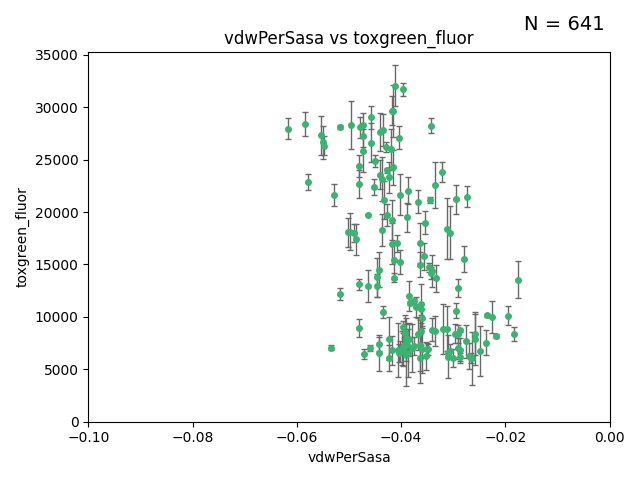 N = 641
vdwPerSasa vs toxgreen_fluor
35000
30000
25000
20000
15000
10000
5000
0
toxgreen_fluor
−0.10 −0.08 −0.06 −0.04 −0.02 0.00
vdwPerSasa